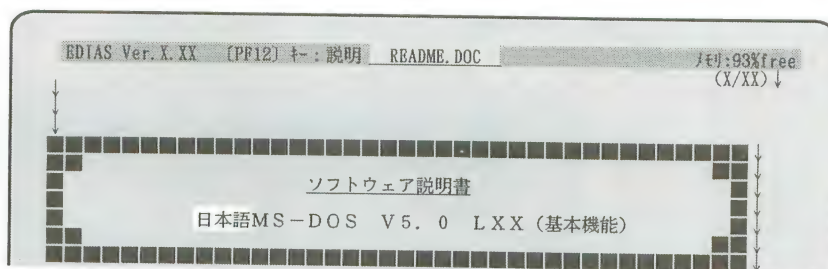 EDIAS Ver.X.XX [PF12] キー:説明 README.DOC ﾒﾓﾘ:93%free
(X/XX)↓
ソフトウェア説明書
日本語MS-DOS V5.0 LXX(基本機能)